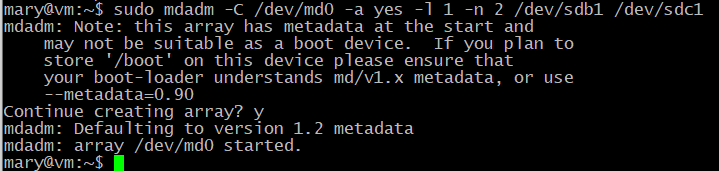 mary@vm:~$ sudo mdadm -C /dev/md0 -a yes -l 1 -n 2 /dev/sdb1 /dev/sdc1
mdadm: Note: this array has metadata at the start and
    may not be suitable as a boot device.  If you plan to
    store '/boot' on this device please ensure that
    your boot-loader understands md/v1.x metadata, or use
    --metadata=0.90
Continue creating array? y
mdadm: Defaulting to version 1.2 metadata
mdadm: array /dev/md0 started.
mary@vm:~$